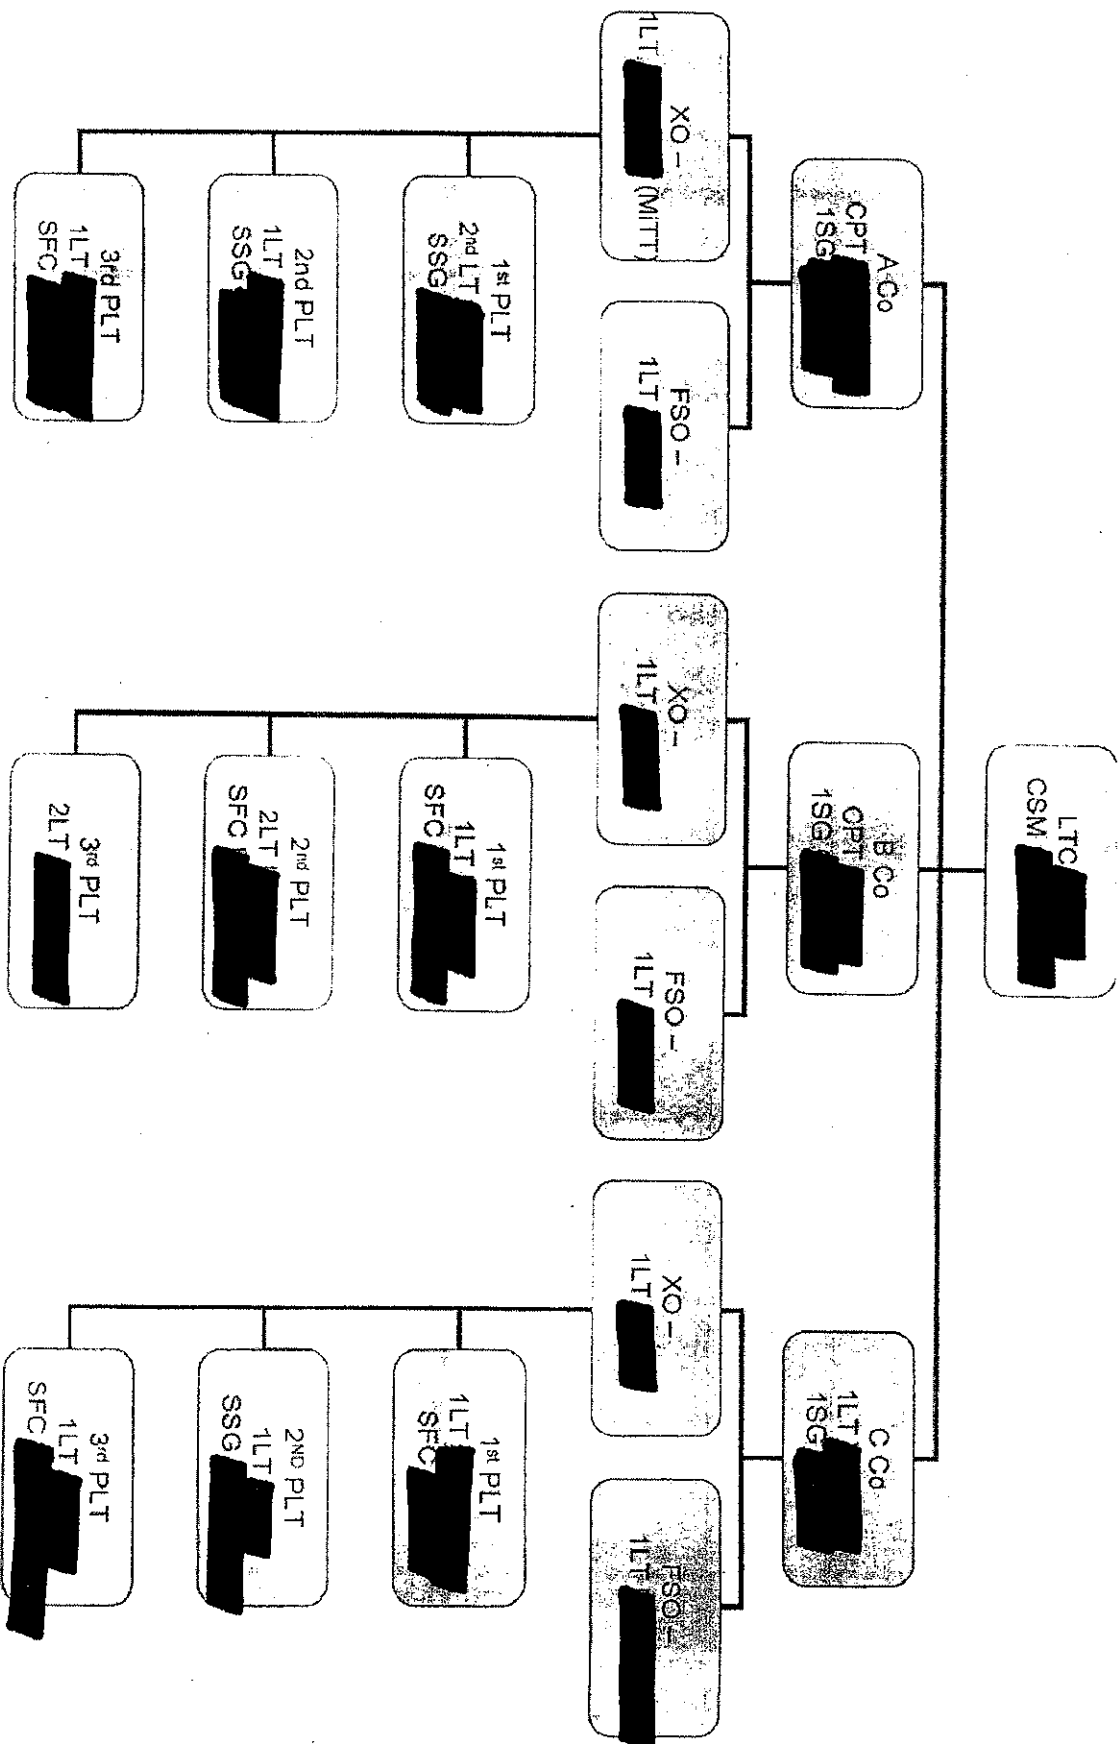 LTC
CSM
A Co
CPT
1SG
B Co
CPT
1SG
C Co
1LT
1SG
XO –
1LT (MITT)
FSO –
1LT
XO –
1LT
FSO –
1LT
XO –
1LT
FSO –
1LT
1st PLT
2nd LT
SSG
2nd PLT
1LT
SSG
3rd PLT
1LT
SFC
1st PLT
1LT
SFC
2nd PLT
2LT
SFC
3rd PLT
2LT
1st PLT
1LT
SFC
2ND PLT
1LT
SSG
3rd PLT
1LT
SFC